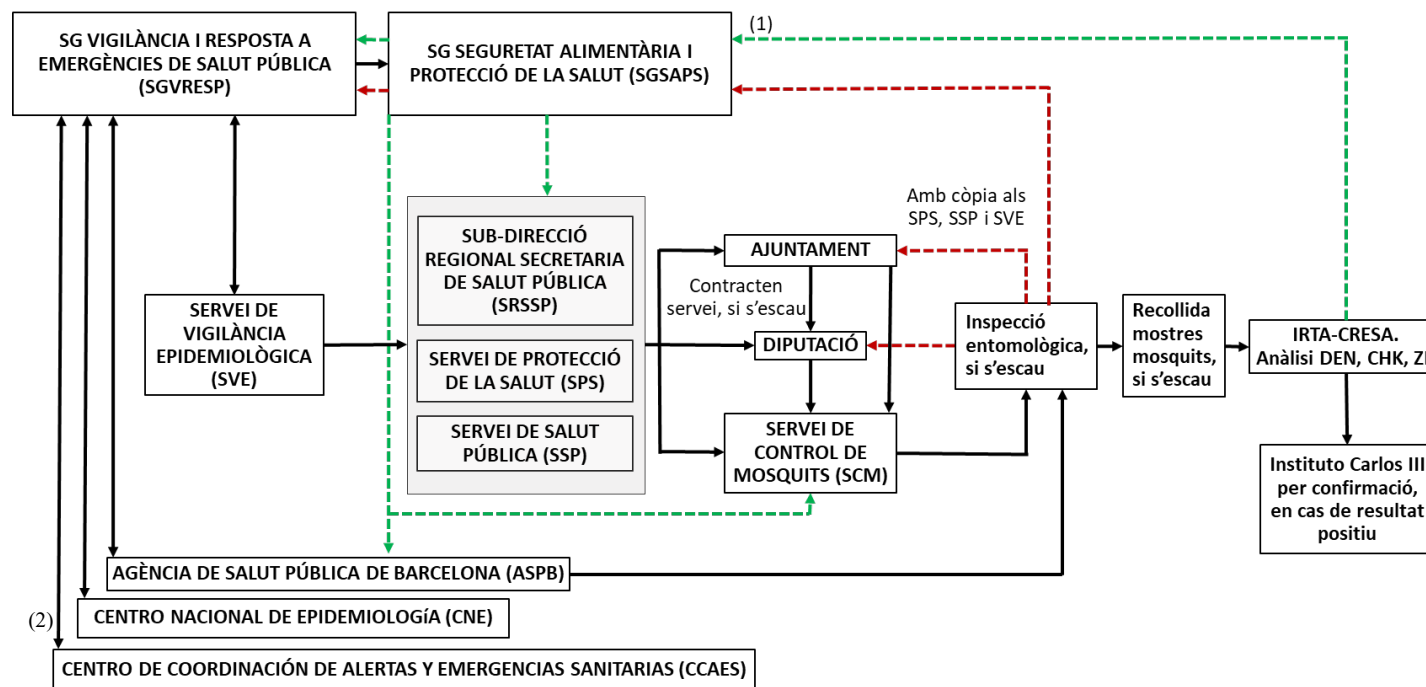 SG VIGILÀNCIA I RESPOSTA A
EMERGÈNCIES DE SALUT PÚBLICA
(SGVRESP)
SG SEGURETAT ALIMENTÀRIA I
PROTECCIÓ DE LA SALUT (SGSAPS)
(1)
Amb còpia als
SPS, SSP i SVE
SUB-DIRECCIÓ
REGIONAL SECRETARIA
DE SALUT PÚBLICA
(SRSSP)
SERVEI DE PROTECCIÓ
DE LA SALUT (SPS)
SERVEI DE SALUT
PÚBLICA (SSP)
SERVEI DE
VIGILÀNCIA
EPIDEMIOLÒGICA
(SVE)
AJUNTAMENT
Contracten
servei, si s’escau
DIPUTACIÓ
SERVEI DE
CONTROL DE
MOSQUITS (SCM)
Inspecció
entomològica,
si s’escau
Recollida
mostres
mosquits,
si s’escau
IRTA-CRESA.
Anàlisi DEN, CHK, ZI
Instituto Carlos III
per confirmació,
en cas de resultat
positiu
AGÈNCIA DE SALUT PÚBLICA DE BARCELONA (ASPB)
CENTRO NACIONAL DE EPIDEMIOLOGíA (CNE)
(2)
CENTRO DE COORDINACIÓN DE ALERTAS Y EMERGENCIAS SANITARIAS (CCAES)